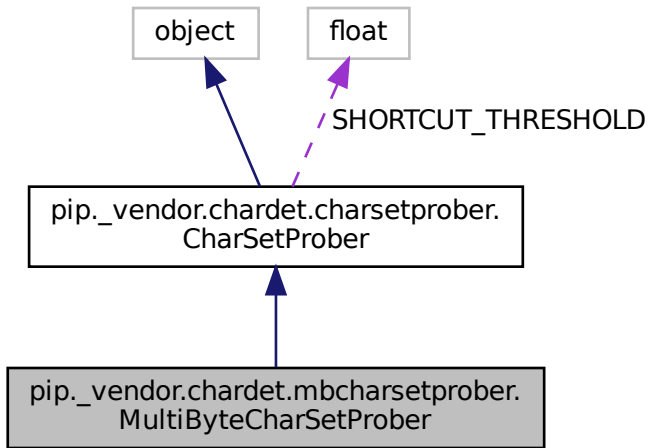 object
float
SHORTCUT_THRESHOLD
pip._vendor.chardet.charsetprober.
CharSetProber
pip._vendor.chardet.mbcharsetprober.
MultiByteCharSetProber